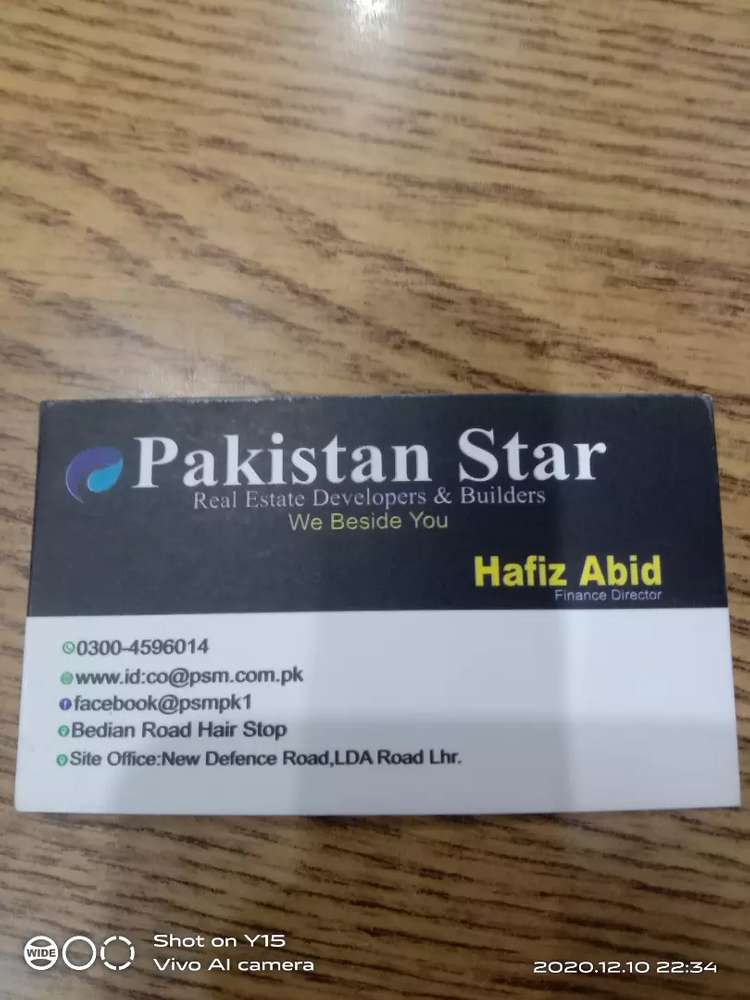 Pakistan Star
Real Estate Developers & Builders
We Beside You
Hafiz Abid
Finance Director
0300-4596014
www.id:co@psm.com.pk
facebook@psmpk1
Bedian Road Hair Stop
Site Office:New Defence Road,LDA Road Lhr.
WIDE
Shot on Y15
Vivo AI camera
2020.12.10 22:34